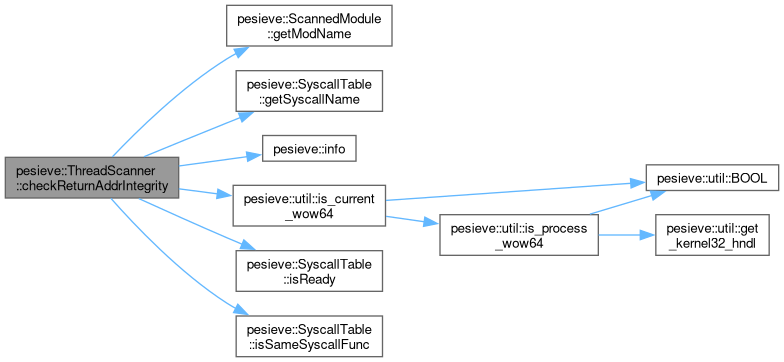 pesieve::ThreadScanner
::checkReturnAddrIntegrity
pesieve::ScannedModule
::getModName
pesieve::SyscallTable
::getSyscallName
pesieve::info
pesieve::util::is_current
_wow64
pesieve::SyscallTable
::isReady
pesieve::SyscallTable
::isSameSyscallFunc
pesieve::util::BOOL
pesieve::util::is_process
_wow64
pesieve::util::get
_kernel32_hndl